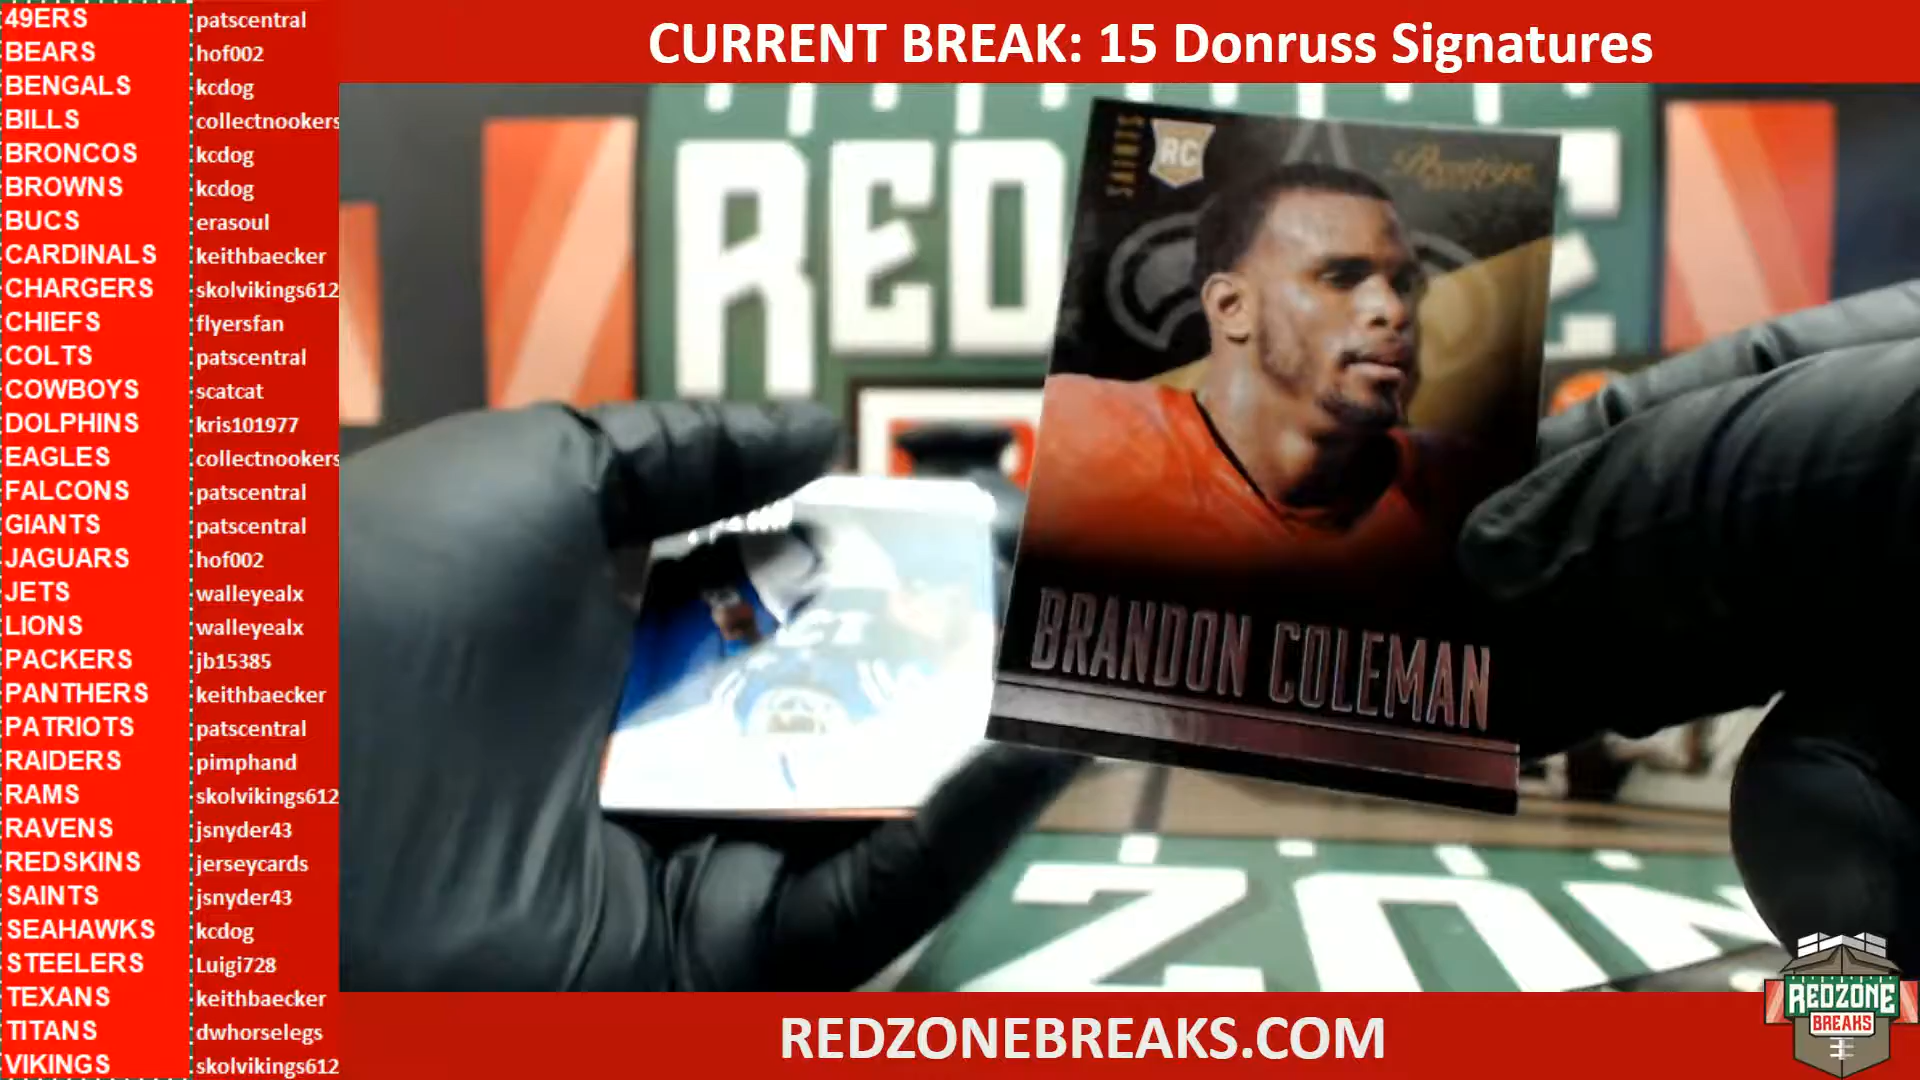 CURRENT BREAK: 15 Donruss Signatures
49ERS patscentral
BEARS hof002
BENGALS kcdog
BILLS collectnookers
BRONCOS kcdog
BROWNS kcdog
BUCS erasoul
CARDINALS keithbaecker
CHARGERS skolvikings612
CHIEFS flyersfan
COLTS patscentral
COWBOYS scatcat
DOLPHINS kris101977
EAGLES collectnookers
FALCONS patscentral
GIANTS patscentral
JAGUARS hof002
JETS walleyealx
LIONS walleyealx
PACKERS jb15385
PANTHERS keithbaecker
PATRIOTS patscentral
RAIDERS pimphand
RAMS skolvikings612
RAVENS jsnyder43
REDSKINS jerseycards
SAINTS jsnyder43
SEAHAWKS kcdog
STEELERS Luigi728
TEXANS keithbaecker
TITANS dwhorselegs
VIKINGS skolvikings612
RED
SAINTS
RC
Prestige
BRANDON COLEMAN
ZON
REDZONEBREAKS.COM
REDZONE
BREAKS